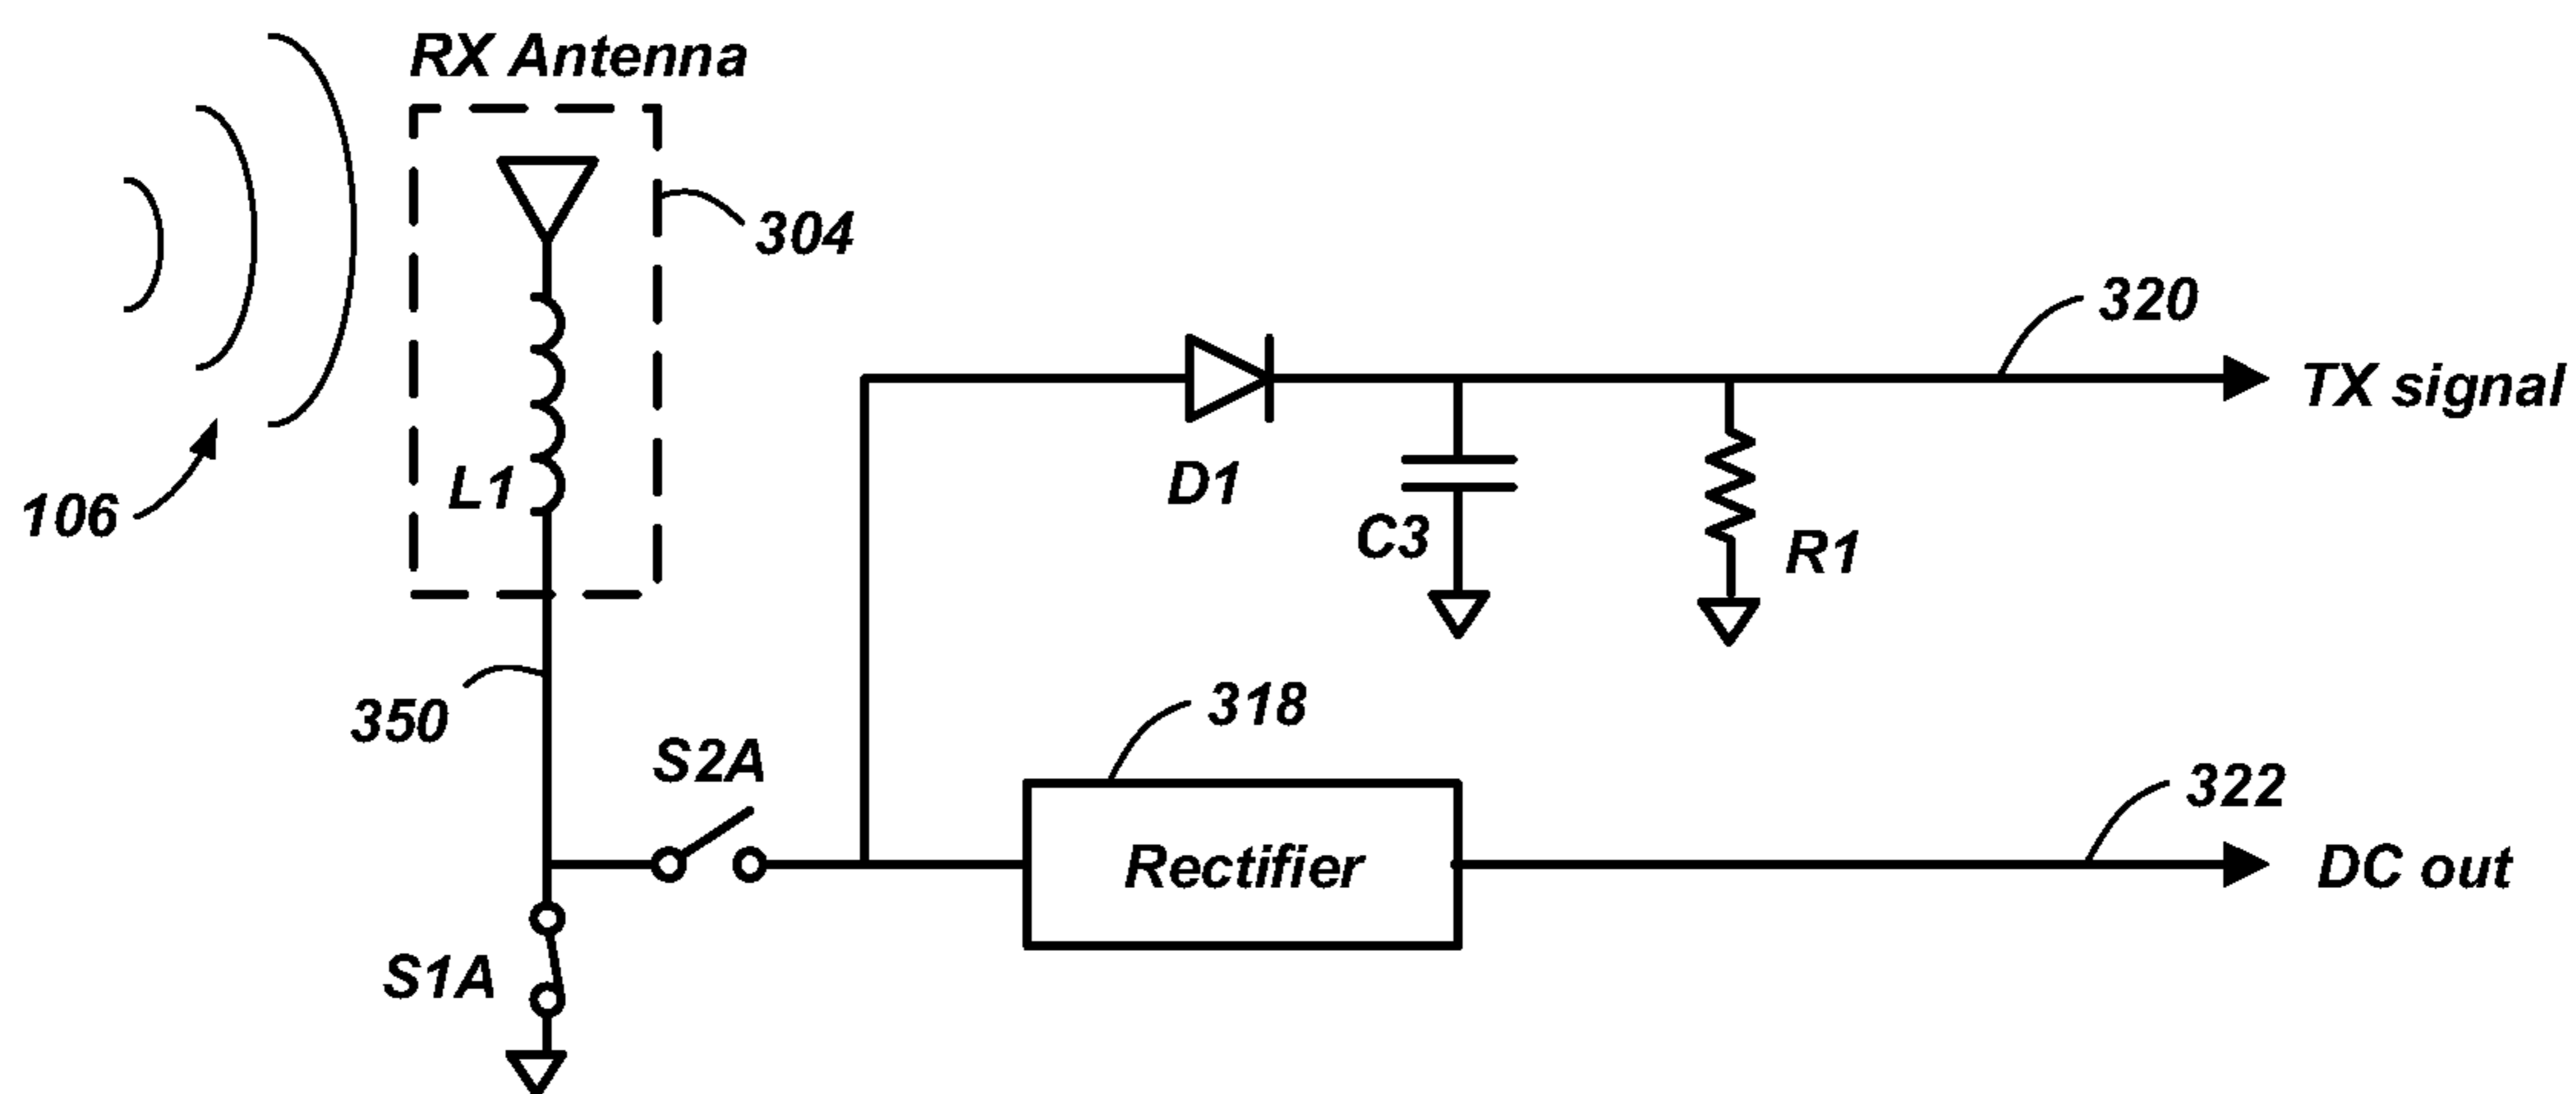 RX Antenna
304
320
TX signal
L1
106
D1
C3
R1
350
318
S2A
322
Rectifier
DC out
S1A